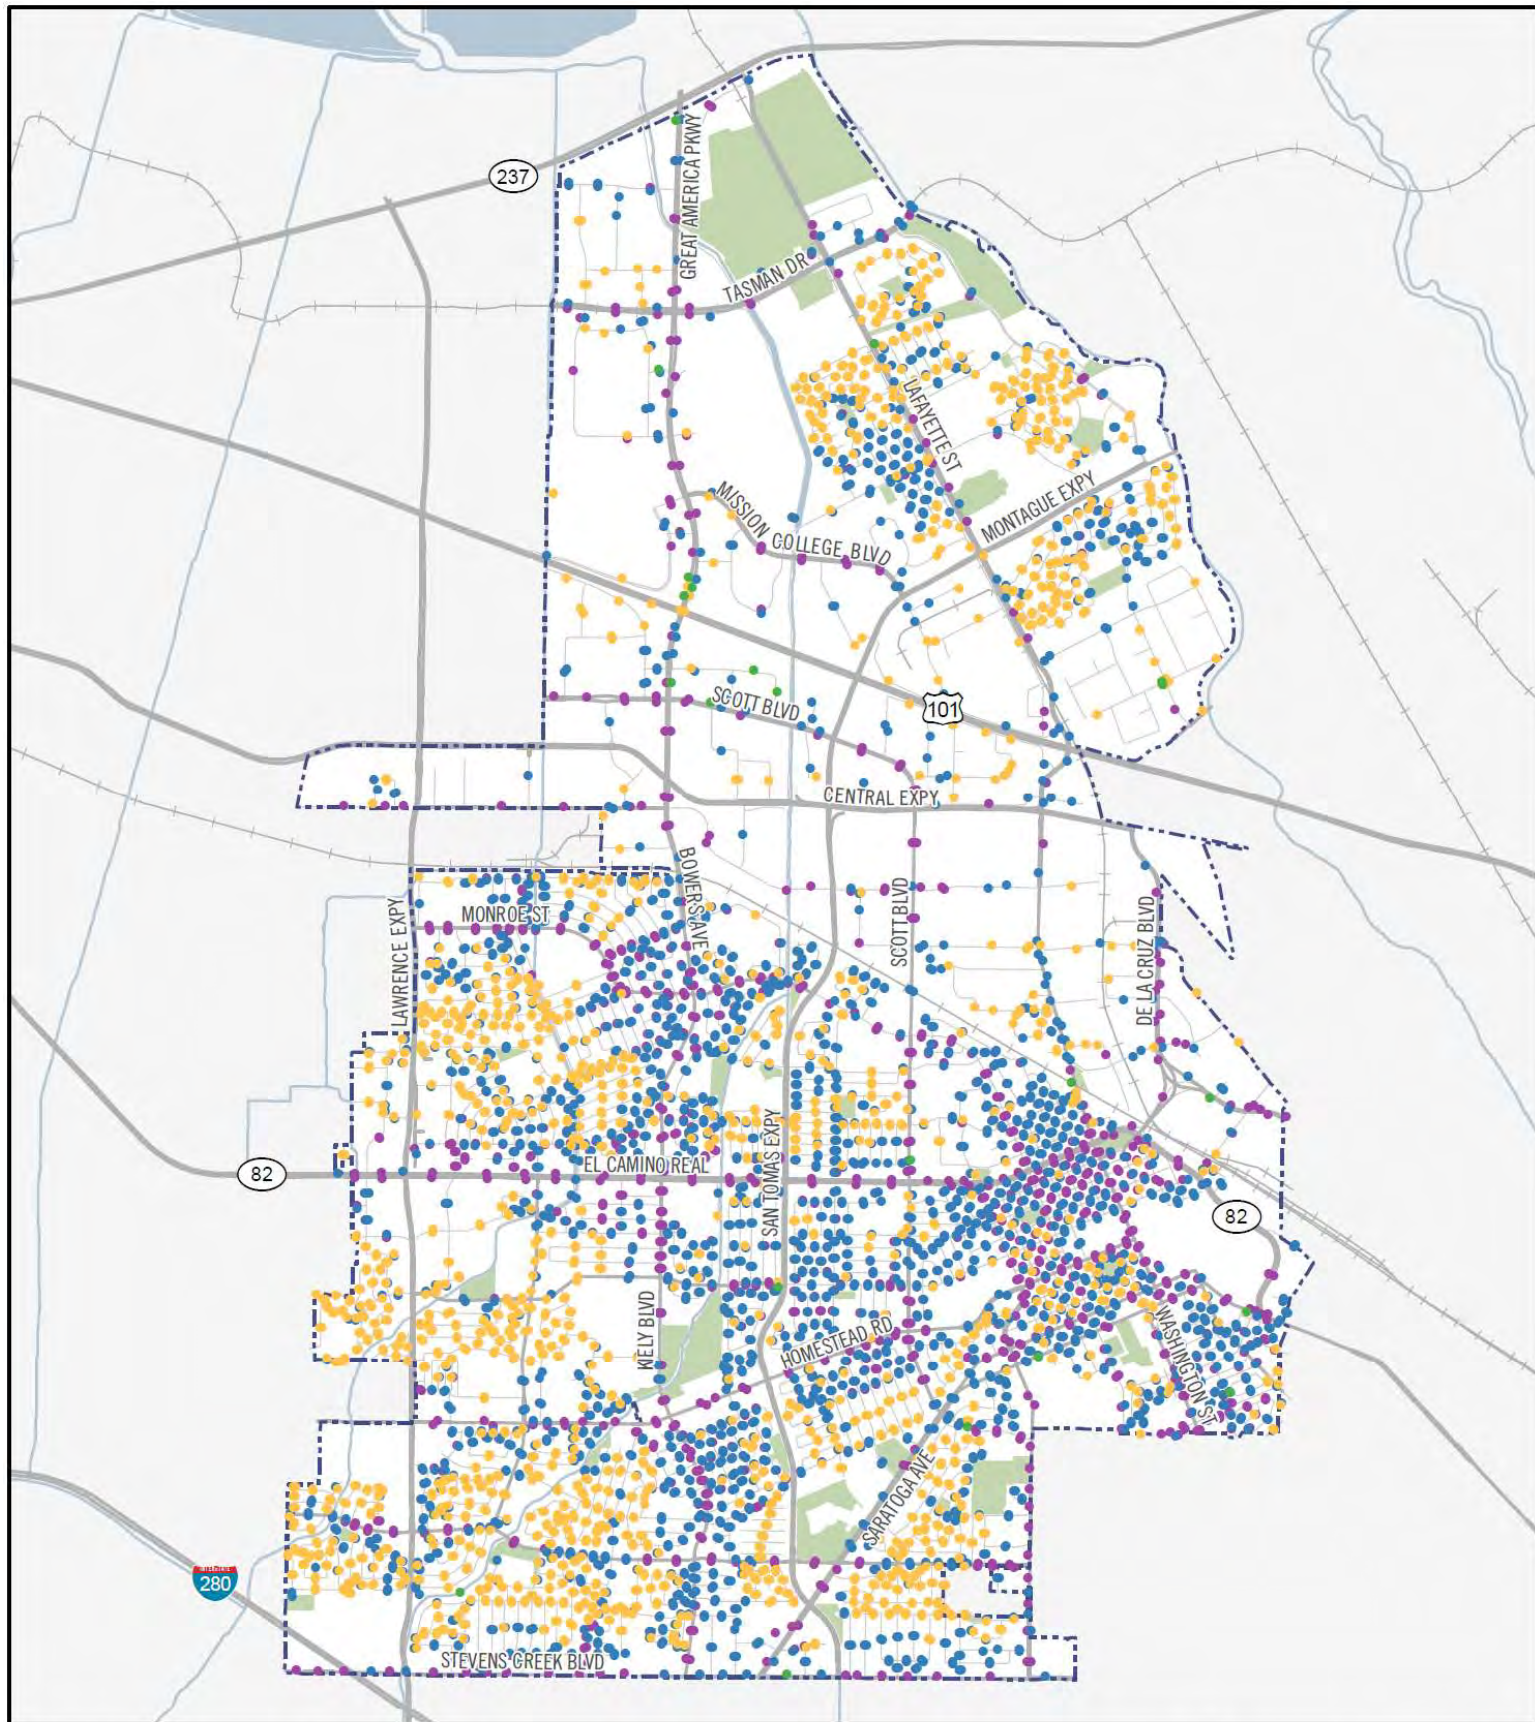 GREAT AMERICA PKWY
237
TASMAN DR
LAFAYETTE ST
MISSION COLLEGE BLVD
MONTAGUE EXPY
SCOTT BLVD
101
CENTRAL EXPY
BOWERS AVE
MONROE ST
LAWRENCE EXPY
SCOTT BLVD
DE LA CRUZ BLVD
SAN TOMAS EXPY
EL CAMINO REAL
82
82
KIELY BLVD
HOMESTEAD RD
WASHINGTON ST
SARATOGA AVE
INTERSTATE
280
STEVENS CREEK BLVD